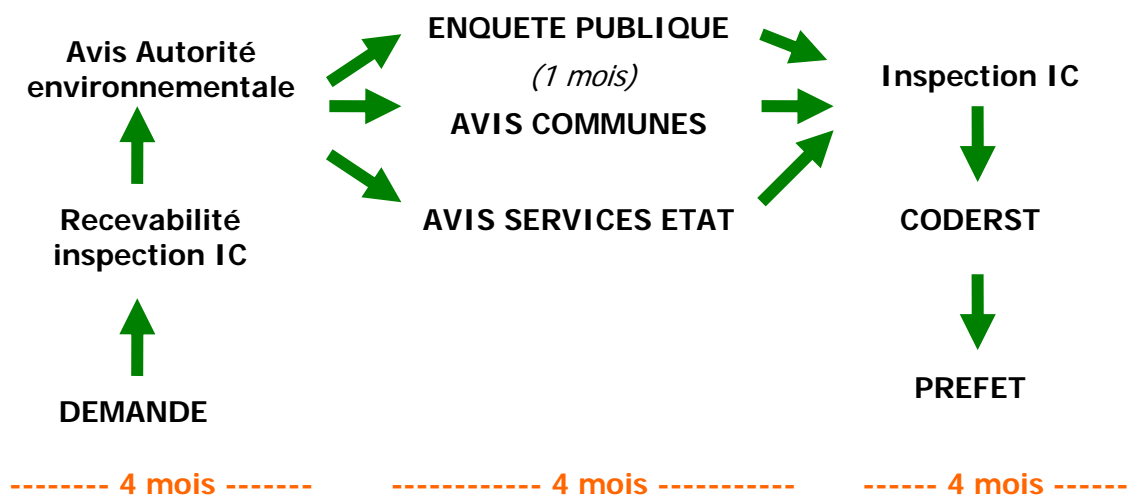 Avis Autorité
environnementale
Recevabilité
inspection IC
DEMANDE
ENQUETE PUBLIQUE
(1 mois)
AVIS COMMUNES
AVIS SERVICES ETAT
Inspection IC
CODERST
PREFET
-------- 4 mois -------
------------ 4 mois -----------
------ 4 mois ------